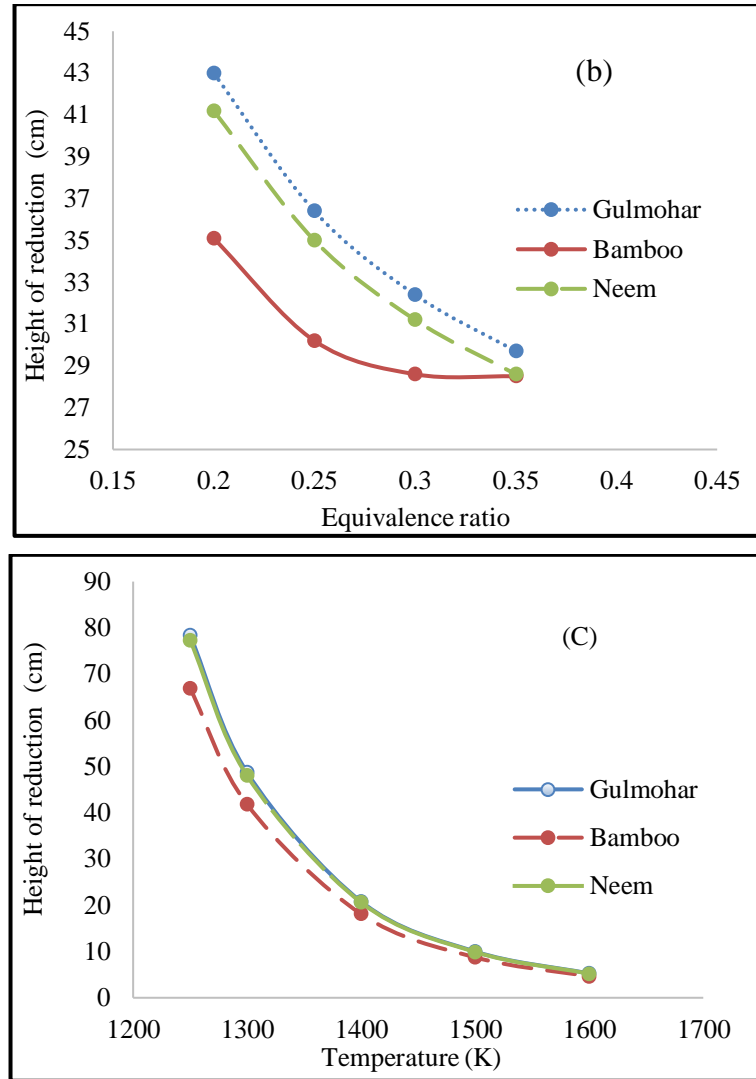 45
43
41
39
37
35
33
31
29
27
25
Height of reduction (cm)
(b)
Gulmohar
Bamboo
Neem
0.15 0.2 0.25 0.3 0.35 0.4 0.45
Equivalence ratio
90
80
70
60
50
40
30
20
10
0
Height of reduction (cm)
(C)
Gulmohar
Bamboo
Neem
1200 1300 1400 1500 1600 1700
Temperature (K)